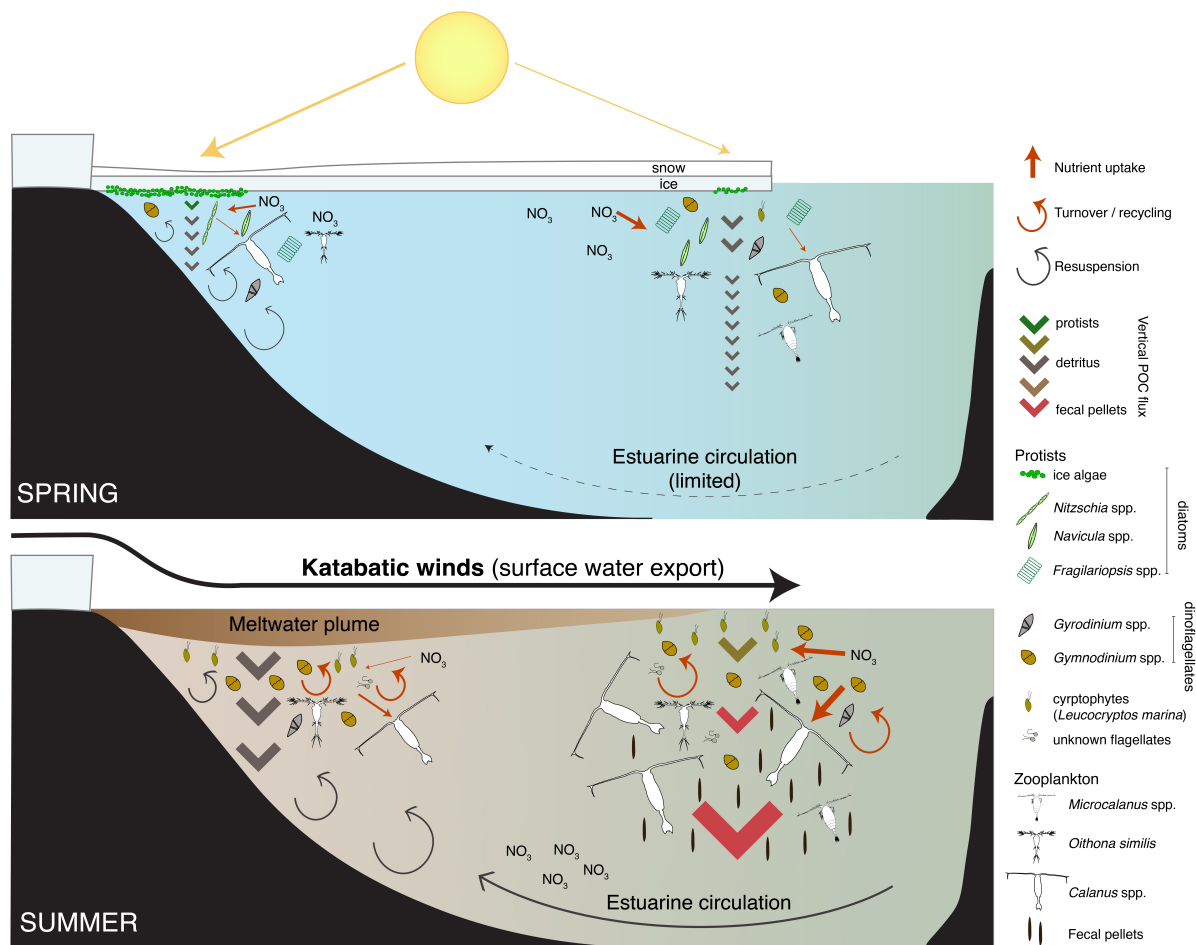 snow
ice
NO3
NO3
NO3
NO3
NO3
Estuarine circulation
(limited)
SPRING
Katabatic winds (surface water export)
Meltwater plume
NO3
NO3
NO3
NO3
NO3
NO3
Estuarine circulation
SUMMER
Nutrient uptake
Turnover / recycling
Resuspension
protists
detritus
fecal pellets
Vertical POC flux
Protists
ice algae
Nitzschia spp.
Navicula spp.
Fragilariopsis spp.
diatoms
Gyrodinium spp.
Gymnodinium spp.
dinoflagellates
cyrptophytes
(Leucocryptos marina)
unknown flagellates
Zooplankton
Microcalanus spp.
Oithona similis
Calanus spp.
Fecal pellets